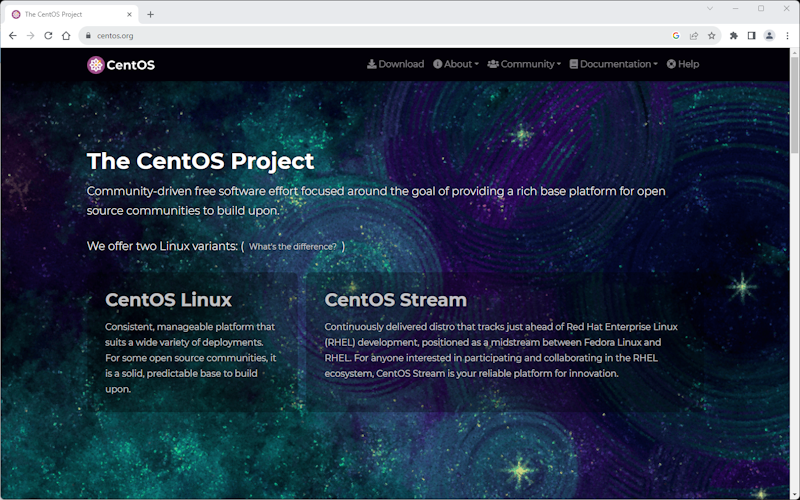 The CentOS Project
centos.org
CentOS
Download About Community Documentation Help
The CentOS Project
Community-driven free software effort focused around the goal of providing a rich base platform for open
source communities to build upon.
We offer two Linux variants: ( What's the difference? )
CentOS Linux
Consistent, manageable platform that
suits a wide variety of deployments.
For some open source communities, it
is a solid, predictable base to build
upon.
CentOS Stream
Continuously delivered distro that tracks just ahead of Red Hat Enterprise Linux
(RHEL) development, positioned as a midstream between Fedora Linux and
RHEL. For anyone interested in participating and collaborating in the RHEL
ecosystem, CentOS Stream is your reliable platform for innovation.